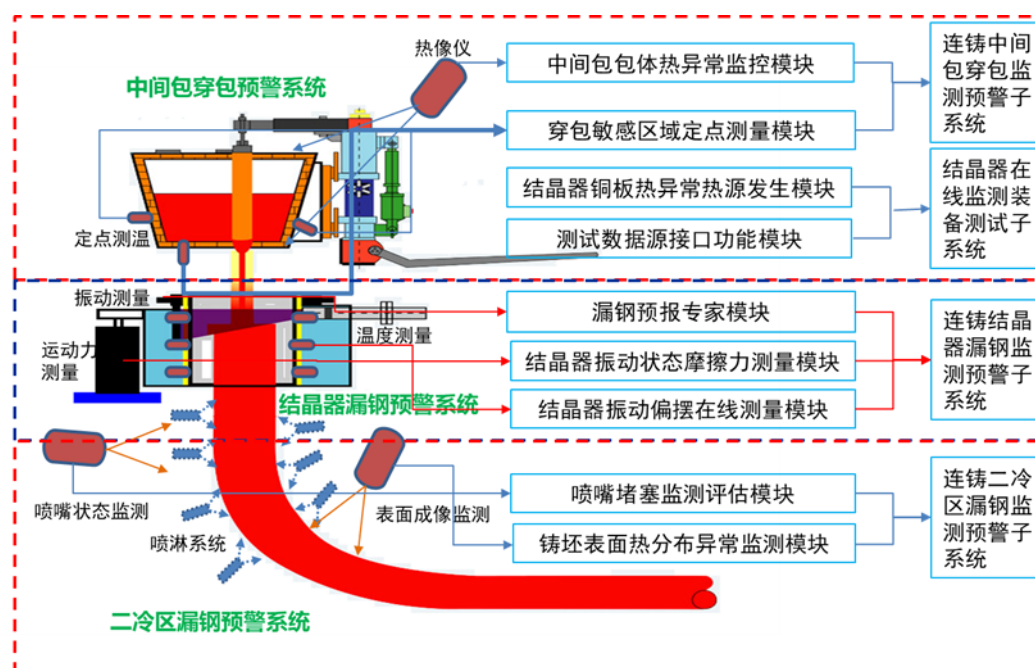 热像仪
中间包穿包预警系统
中间包包体热异常监控模块
穿包敏感区域定点测量模块
连铸中间
包穿包监
测预警子
系统
结晶器铜板热异常热源发生模块
测试数据源接口功能模块
结晶器在
线监测装
备测试子
系统
定点测温
振动测量
温度测量
运动力
测量
结晶器漏钢预警系统
漏钢预报专家模块
结晶器振动状态摩擦力测量模块
结晶器振动偏摆在线测量模块
连铸结晶
器漏钢监
测预警子
系统
喷嘴状态监测
表面成像监测
喷淋系统
喷嘴堵塞监测评估模块
铸坯表面热分布异常监测模块
连铸二冷
区漏钢监
测预警子
系统
二冷区漏钢预警系统